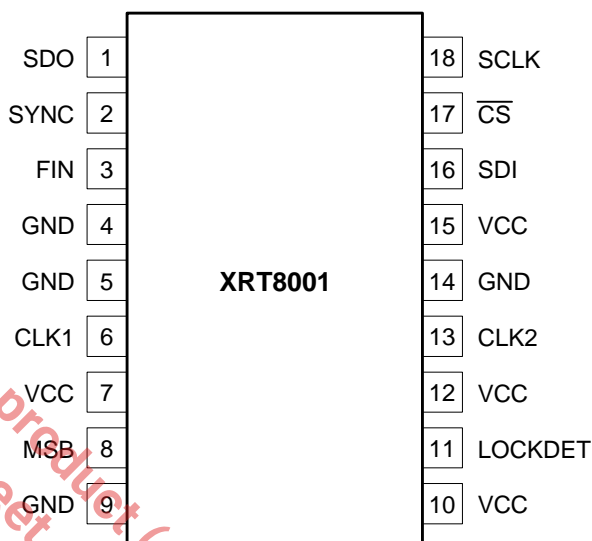 SDO 1 18 SCLK
SYNC 2 17 C̅S̅
FIN 3 16 SDI
GND 4 15 VCC
GND 5 XRT8001 14 GND
CLK1 6 13 CLK2
VCC 7 12 VCC
MSB 8 11 LOCKDET
GND 9 10 VCC
product (